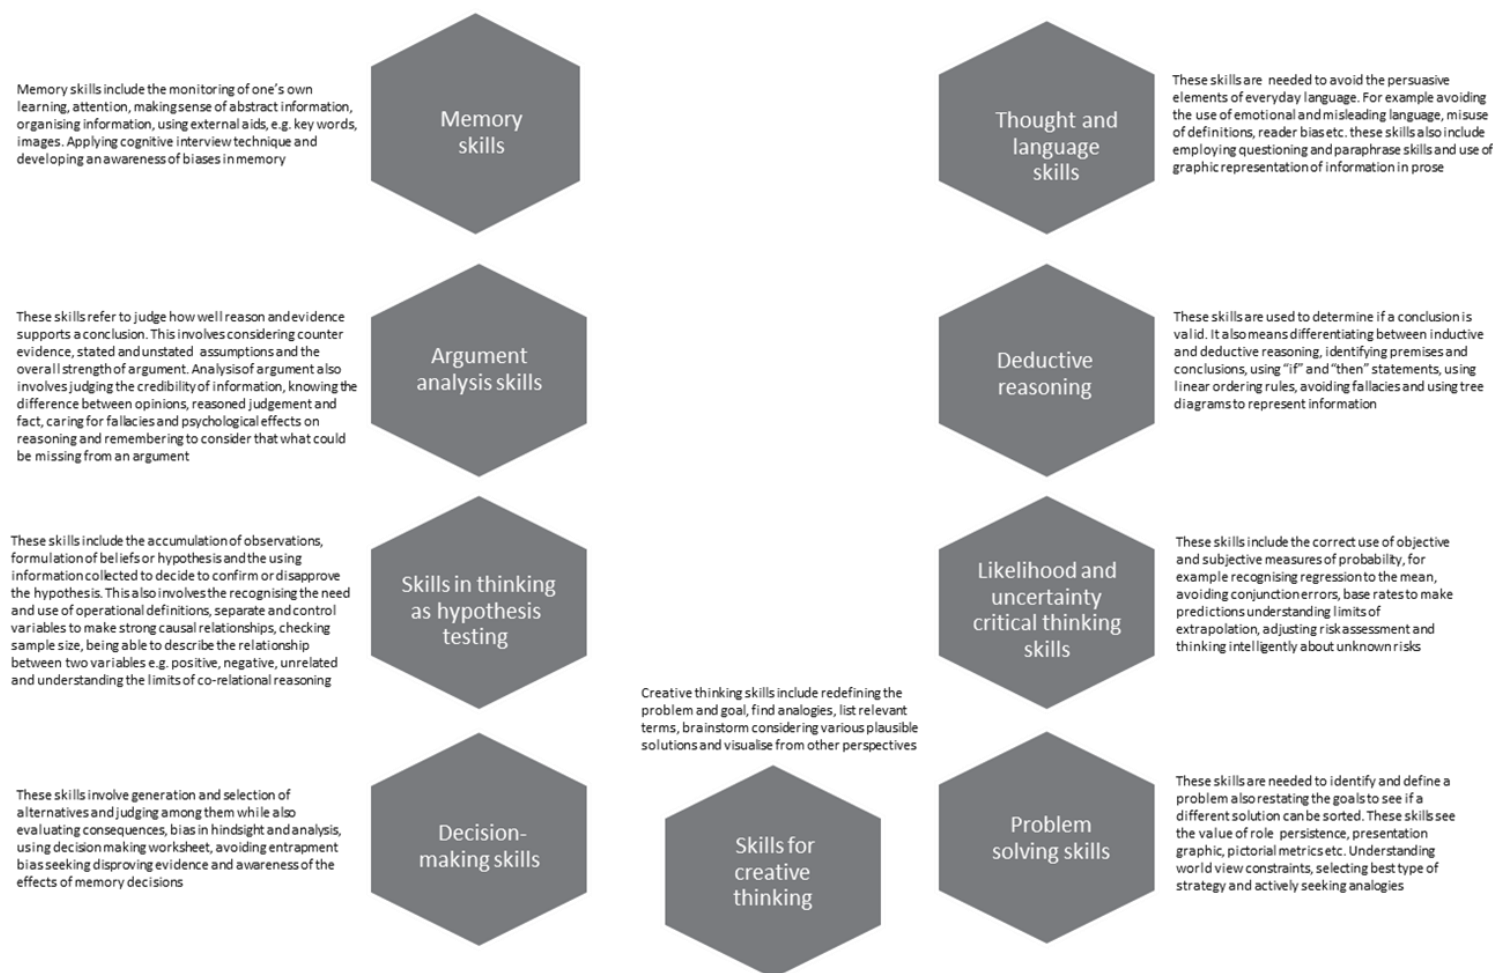 Memory skills include the monitoring of one's own
learning, attention, making sense of abstract information,
organising information, using external aids, e.g. key words,
images. Applying cognitive interview technique and
developing an awareness of biases in memory
Memory
skills
Thought and
language
skills
These skills are needed to avoid the persuasive
elements of everyday language. For example avoiding
the use of emotional and misleading language, misuse
of definitions, reader bias etc. these skills also include
employing questioning and paraphrase skills and use of
graphic representation of information in prose
These skills refer to judge how well reason and evidence
supports a conclusion. This involves considering counter
evidence, stated and unstated assumptions and the
overall strength of argument. Analysis of argument also
involves judging the credibility of information, knowing the
difference between opinions, reasoned judgement and
fact, caring for fallacies and psychological effects on
reasoning and remembering to consider that what could
be missing from an argument
Argument
analysis skills
Deductive
reasoning
These skills are used to determine if a conclusion is
valid. It also means differentiating between inductive
and deductive reasoning, identifying premises and
conclusions, using "if" and "then" statements, using
linear ordering rules, avoiding fallacies and using tree
diagrams to represent information
These skills include the accumulation of observations,
formulation of beliefs or hypothesis and the using
information collected to decide to confirm or disapprove
the hypothesis. This also involves the recognising the need
and use of operational definitions, separate and control
variables to make strong causal relationships, checking
sample size, being able to describe the relationship
between two variables e.g. positive, negative, unrelated
and understanding the limits of co-relational reasoning
Skills in thinking
as hypothesis
testing
Likelihood and
uncertainty
critical thinking
skills
These skills include the correct use of objective
and subjective measures of probability, for
example recognising regression to the mean,
avoiding conjunction errors, base rates to make
predictions understanding limits of
extrapolation, adjusting risk assessment and
thinking intelligently about unknown risks
Creative thinking skills include redefining the
problem and goal, find analogies, list relevant
terms, brainstorm considering various plausible
solutions and visualise from other perspectives
These skills involve generation and selection of
alternatives and judging among them while also
evaluating consequences, bias in hindsight and analysis,
using decision making worksheet, avoiding entrapment
bias seeking disproving evidence and awareness of the
effects of memory decisions
Decision-
making skills
Skills for
creative
thinking
Problem
solving skills
These skills are needed to identify and define a
problem also restating the goals to see if a
different solution can be sorted. These skills see
the value of role persistence, presentation
graphic, pictorial metrics etc. Understanding
world view constraints, selecting best type of
strategy and actively seeking analogies